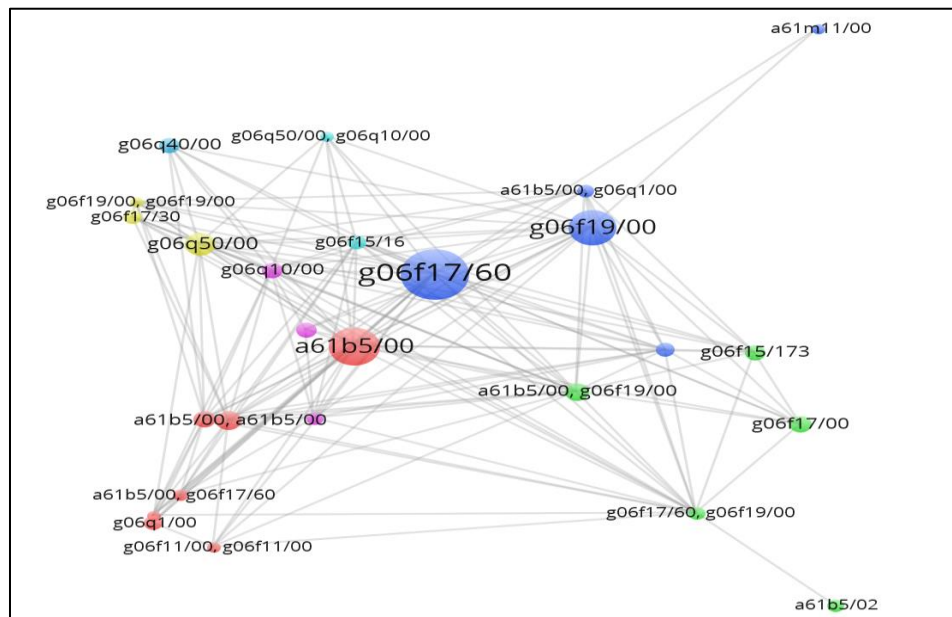 a61m11/00
g06q50/00, g06q10/00
g06q40/00
a61b5/00, g06q1/00
g06f19/00, g06f19/00
g06f17/30
g06f19/00
g06q50/00
g06f15/16
g06q10/00
g06f17/60
a61b5/00
g06f15/173
a61b5/00, g06f19/00
a61b5/00, a61b5/00
g06f17/00
a61b5/00, g06f17/60
g06f17/60, g06f19/00
g06q1/00
g06f11/00, g06f11/00
a61b5/02